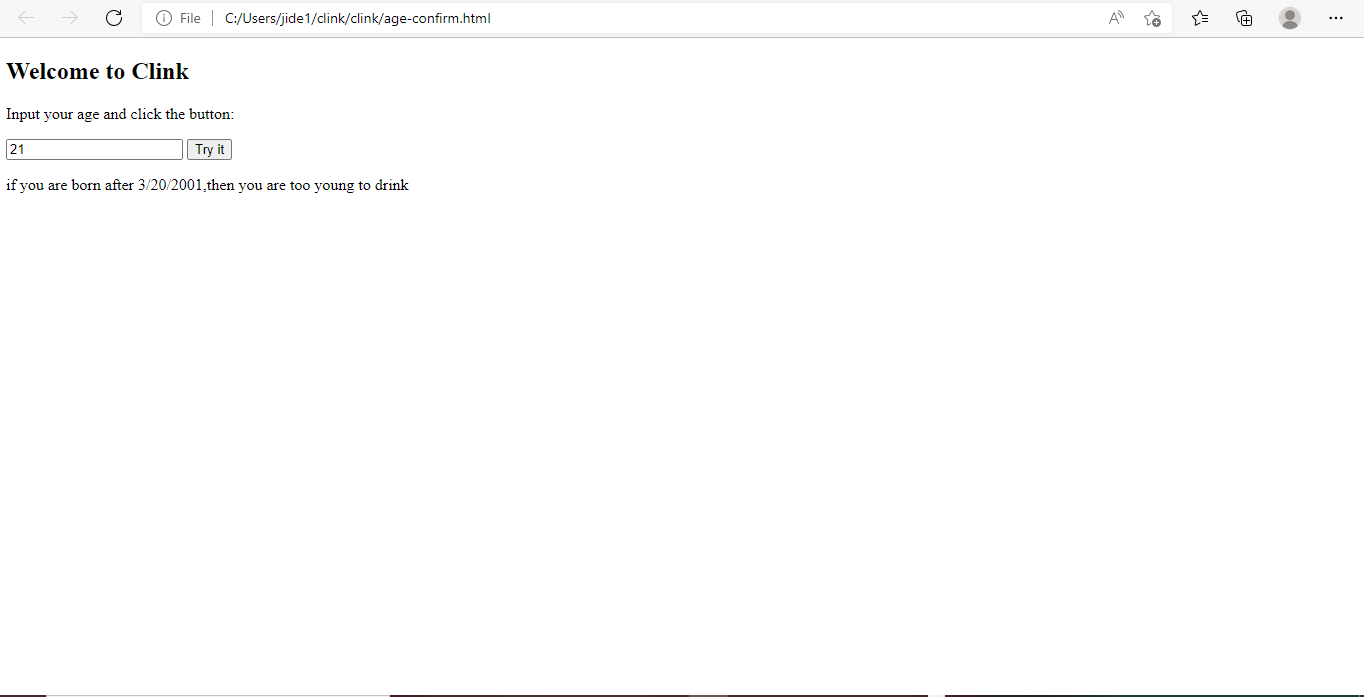 File C:/Users/jide1/clink/clink/age-confirm.html A
Welcome to Clink
Input your age and click the button:
21 Try it
if you are born after 3/20/2001,then you are too young to drink